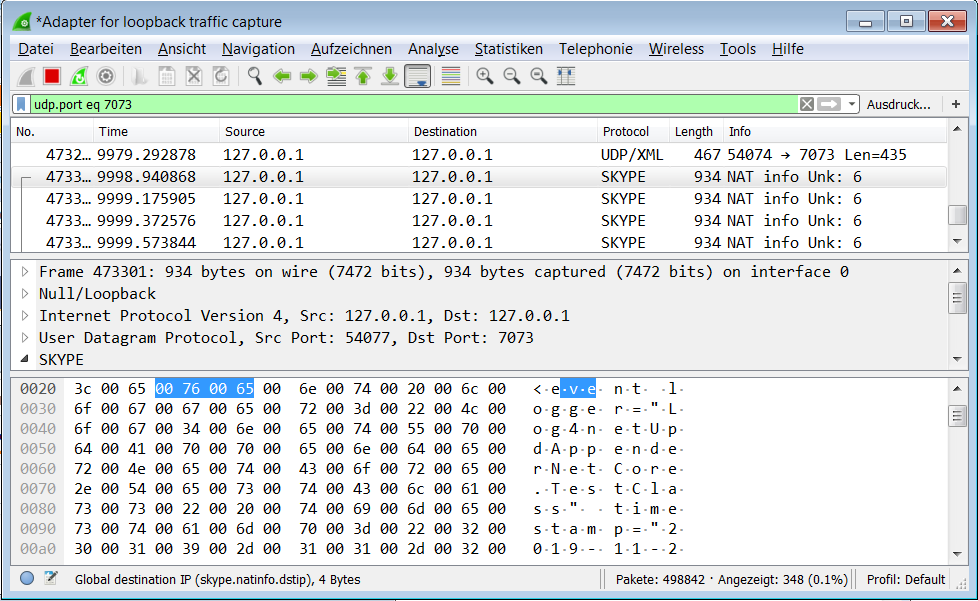 *Adapter for loopback traffic capture
Datei Bearbeiten Ansicht Navigation Aufzeichnen Analyse Statistiken Telephonie Wireless Tools Hilfe
udp.port eq 7073 Ausdruck... +
No. Time Source Destination Protocol Length Info
4732… 9979.292878 127.0.0.1 127.0.0.1 UDP/XML 467 54074 → 7073 Len=435
4733… 9998.940868 127.0.0.1 127.0.0.1 SKYPE 934 NAT info Unk: 6
4733… 9999.175905 127.0.0.1 127.0.0.1 SKYPE 934 NAT info Unk: 6
4733… 9999.372576 127.0.0.1 127.0.0.1 SKYPE 934 NAT info Unk: 6
4733… 9999.573844 127.0.0.1 127.0.0.1 SKYPE 934 NAT info Unk: 6
Frame 473301: 934 bytes on wire (7472 bits), 934 bytes captured (7472 bits) on interface 0
Null/Loopback
Internet Protocol Version 4, Src: 127.0.0.1, Dst: 127.0.0.1
User Datagram Protocol, Src Port: 54077, Dst Port: 7073
SKYPE
0020 3c 00 65 00 76 00 65 00 6e 00 74 00 20 00 6c 00 <·e·v·e· n·t· ·l·
0030 6f 00 67 00 67 00 65 00 72 00 3d 00 22 00 4c 00 o·g·g·e· r·=·"·L·
0040 6f 00 67 00 34 00 6e 00 65 00 74 00 55 00 70 00 o·g·4·n· e·t·U·p·
0050 64 00 41 00 70 00 70 00 65 00 6e 00 64 00 65 00 d·A·p·p· e·n·d·e·
0060 72 00 4e 00 65 00 74 00 43 00 6f 00 72 00 65 00 r·N·e·t· C·o·r·e·
0070 2e 00 54 00 65 00 73 00 74 00 43 00 6c 00 61 00 .·T·e·s· t·C·l·a·
0080 73 00 73 00 22 00 20 00 74 00 69 00 6d 00 65 00 s·s·"· · t·i·m·e·
0090 73 00 74 00 61 00 6d 00 70 00 3d 00 22 00 32 00 s·t·a·m· p·=·"·2·
00a0 30 00 31 00 39 00 2d 00 31 00 31 00 2d 00 32 00 0·1·9·-· 1·1·-·2·
Global destination IP (skype.natinfo.dstip), 4 Bytes Pakete: 498842 · Angezeigt: 348 (0.1%) Profil: Default